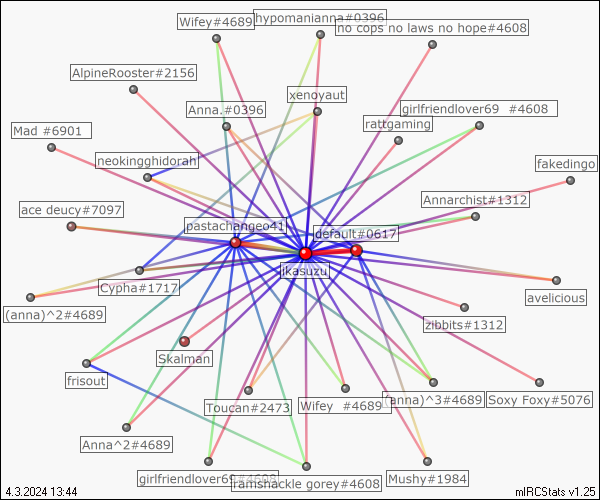 Wifey#4689
hypomanianna#0396
no cops no laws no hope#4608
AlpineRooster#2156
xenoyaut
Anna.#0396
girlfriendlover69 #4608
rattgaming
Mad #6901
neokingghidorah
fakedingo
Annarchist#1312
ace deucy#7097
pastachangeo41
default#0617
jkasuzu
Cypha#1717
avelicious
(anna)^2#4689
zibbits#1312
Skalman
frisout
Toucan#2473
Wifey #4689
(anna)^3#4689
Soxy Foxy#5076
Anna^2#4689
girlfriendlover69#4608
ramshackle gorey#4608
Mushy#1984
4.3.2024 13:44
mIRCStats v1.25